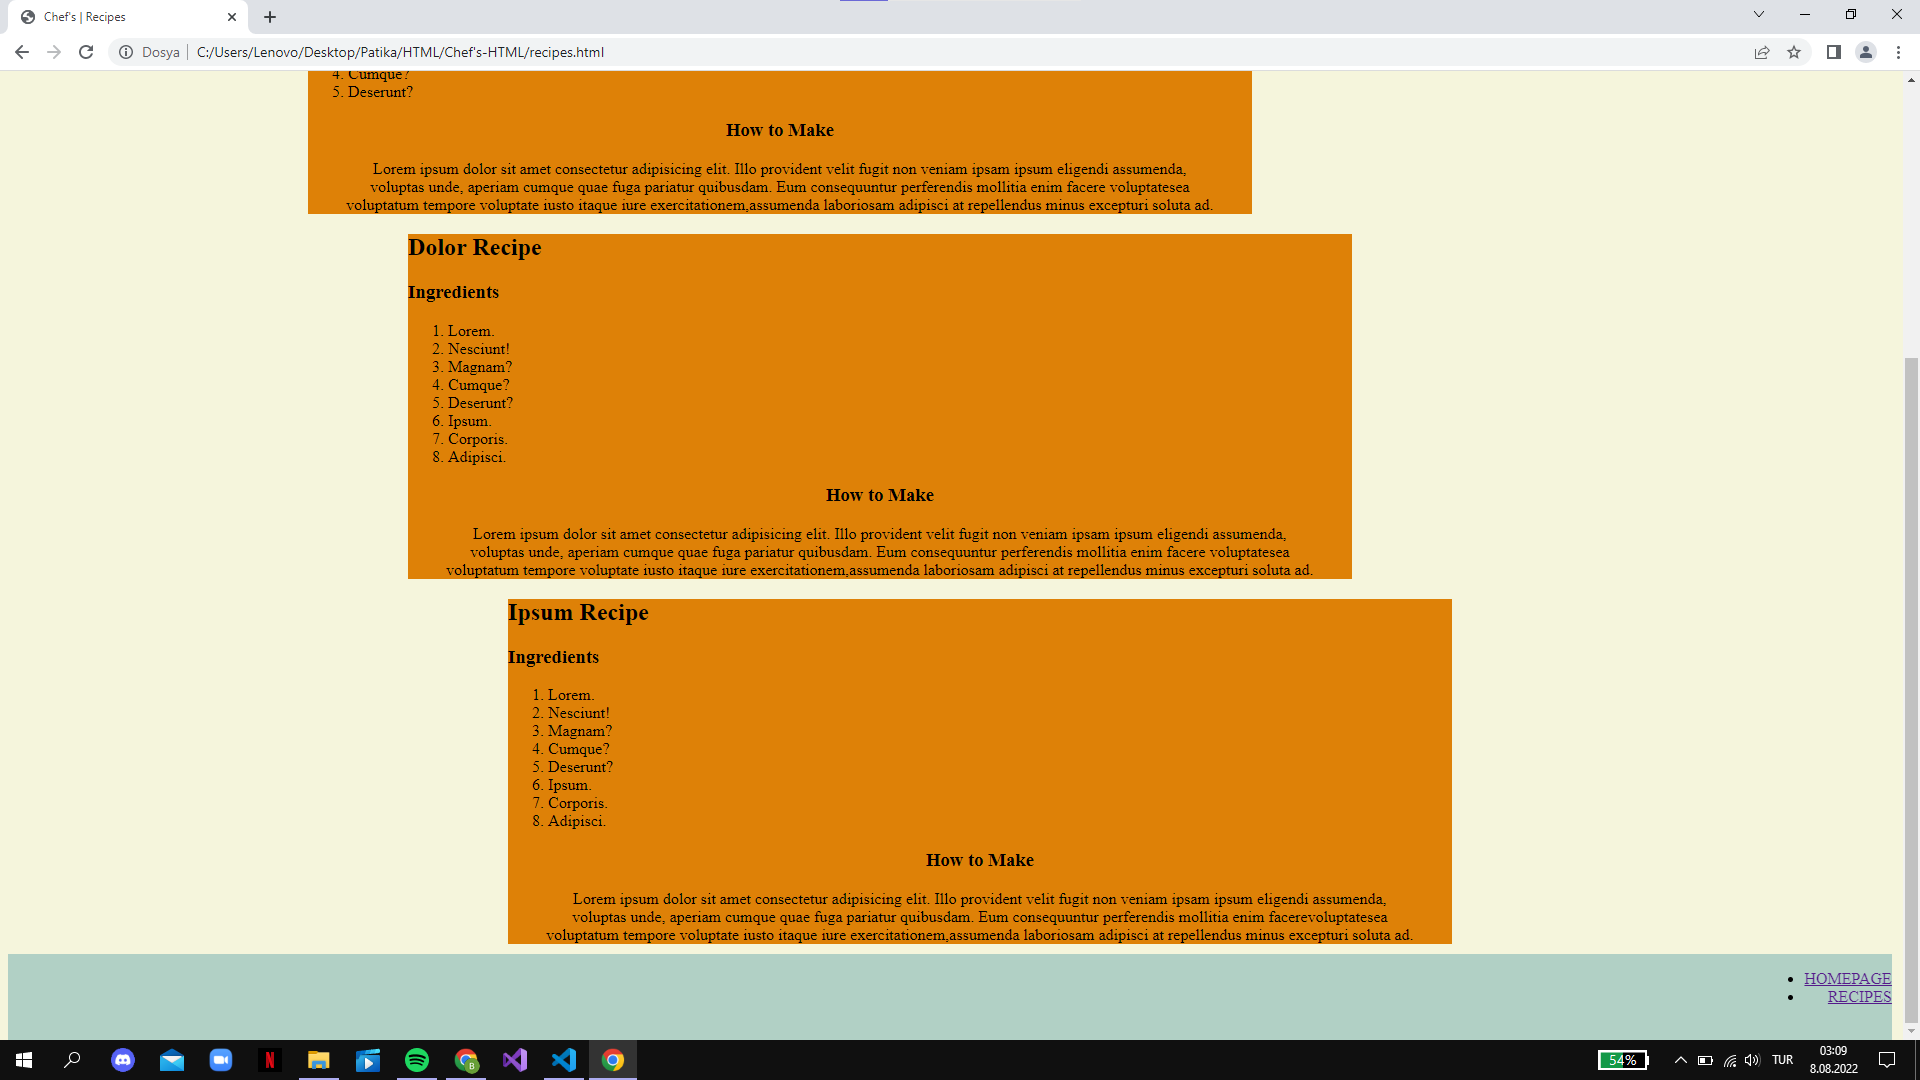 Chef's | Recipes
Dosya
C:/Users/Lenovo/Desktop/Patika/HTML/Chef's-HTML/recipes.html
4. Cumque?
5. Deserunt?
How to Make
Lorem ipsum dolor sit amet consectetur adipisicing elit. Illo provident velit fugit non veniam ipsam ipsum eligendi assumenda,
voluptas unde, aperiam cumque quae fuga pariatur quibusdam. Eum consequuntur perferendis mollitia enim facere voluptatesea
voluptatum tempore voluptate iusto itaque iure exercitationem,assumenda laboriosam adipisci at repellendus minus excepturi soluta ad.
Dolor Recipe
Ingredients
1. Lorem.
2. Nesciunt!
3. Magnam?
4. Cumque?
5. Deserunt?
6. Ipsum.
7. Corporis.
8. Adipisci.
How to Make
Lorem ipsum dolor sit amet consectetur adipisicing elit. Illo provident velit fugit non veniam ipsam ipsum eligendi assumenda,
voluptas unde, aperiam cumque quae fuga pariatur quibusdam. Eum consequuntur perferendis mollitia enim facere voluptatesea
voluptatum tempore voluptate iusto itaque iure exercitationem,assumenda laboriosam adipisci at repellendus minus excepturi soluta ad.
Ipsum Recipe
Ingredients
1. Lorem.
2. Nesciunt!
3. Magnam?
4. Cumque?
5. Deserunt?
6. Ipsum.
7. Corporis.
8. Adipisci.
How to Make
Lorem ipsum dolor sit amet consectetur adipisicing elit. Illo provident velit fugit non veniam ipsam ipsum eligendi assumenda,
voluptas unde, aperiam cumque quae fuga pariatur quibusdam. Eum consequuntur perferendis mollitia enim facerevoluptatesea
voluptatum tempore voluptate iusto itaque iure exercitationem,assumenda laboriosam adipisci at repellendus minus excepturi soluta ad.
• HOMEPAGE
• RECIPES
N
B
54%
TUR
03:09
8.08.2022